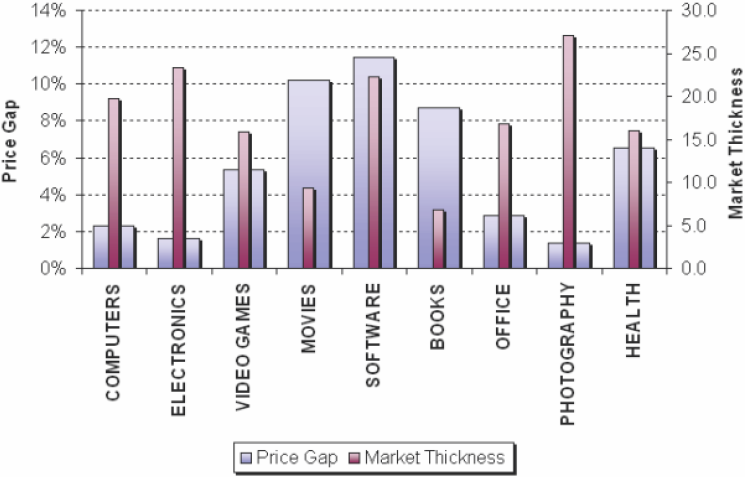 14%
12%
10%
8%
6%
4%
2%
0%
Price Gap
30.0
25.0
20.0
15.0
10.0
5.0
0.0
Market Thickness
COMPUTERS
ELECTRONICS
VIDEO GAMES
MOVIES
SOFTWARE
BOOKS
OFFICE
PHOTOGRAPHY
HEALTH
Price Gap Market Thickness